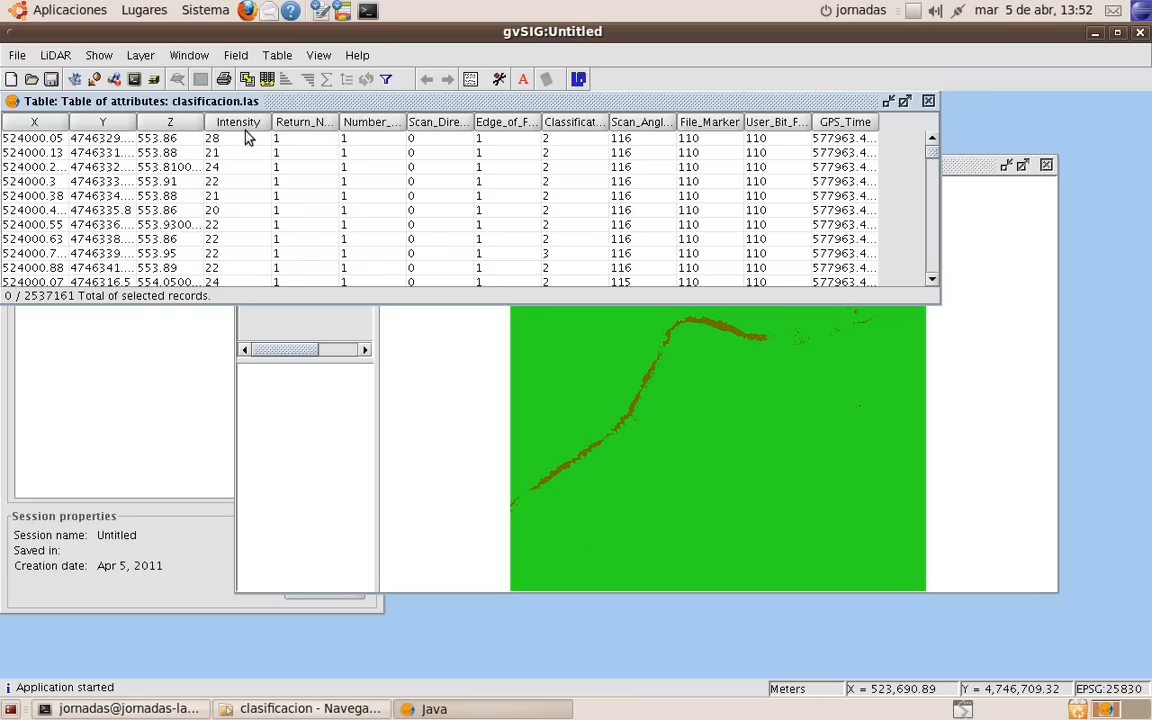 Aplicaciones Lugares Sistema jornadas mar 5 de abr, 13:52
gvSIG:Untitled
File LiDAR Show Layer Window Field Table View Help
Table: Table of attributes: clasificacion.las
X Y Z Intensity Return_N... Number_... Scan_Dire... Edge_of_F... Classificat... Scan_Angl... File_Marker User_Bit_F... GPS_Time
524000.05 4746329.... 553.86 28 1 1 0 1 2 116 110 110 577963.4...
524000.13 4746331.... 553.88 21 1 1 0 1 2 116 110 110 577963.4...
524000.2... 4746332.... 553.8100... 24 1 1 0 1 2 116 110 110 577963.4...
524000.3 4746333.... 553.91 22 1 1 0 1 2 116 110 110 577963.4...
524000.38 4746334.... 553.88 21 1 1 0 1 2 116 110 110 577963.4...
524000.4... 4746335.8 553.86 20 1 1 0 1 2 116 110 110 577963.4...
524000.55 4746336.... 553.9300... 22 1 1 0 1 2 116 110 110 577963.4...
524000.63 4746338.... 553.86 22 1 1 0 1 2 116 110 110 577963.4...
524000.7... 4746339.... 553.95 22 1 1 0 1 3 116 110 110 577963.4...
524000.88 4746341.... 553.89 22 1 1 0 1 2 116 110 110 577963.4...
524000.07 4746316.5 554.0500... 24 1 1 0 1 2 115 110 110 577963.4...
0 / 2537161 Total of selected records.
Session properties
Session name: Untitled
Saved in:
Creation date: Apr 5, 2011
Application started Meters X = 523,690.89 Y = 4,746,709.32 EPSG:25830
jornadas@jornadas-la... clasificacion - Navega... Java